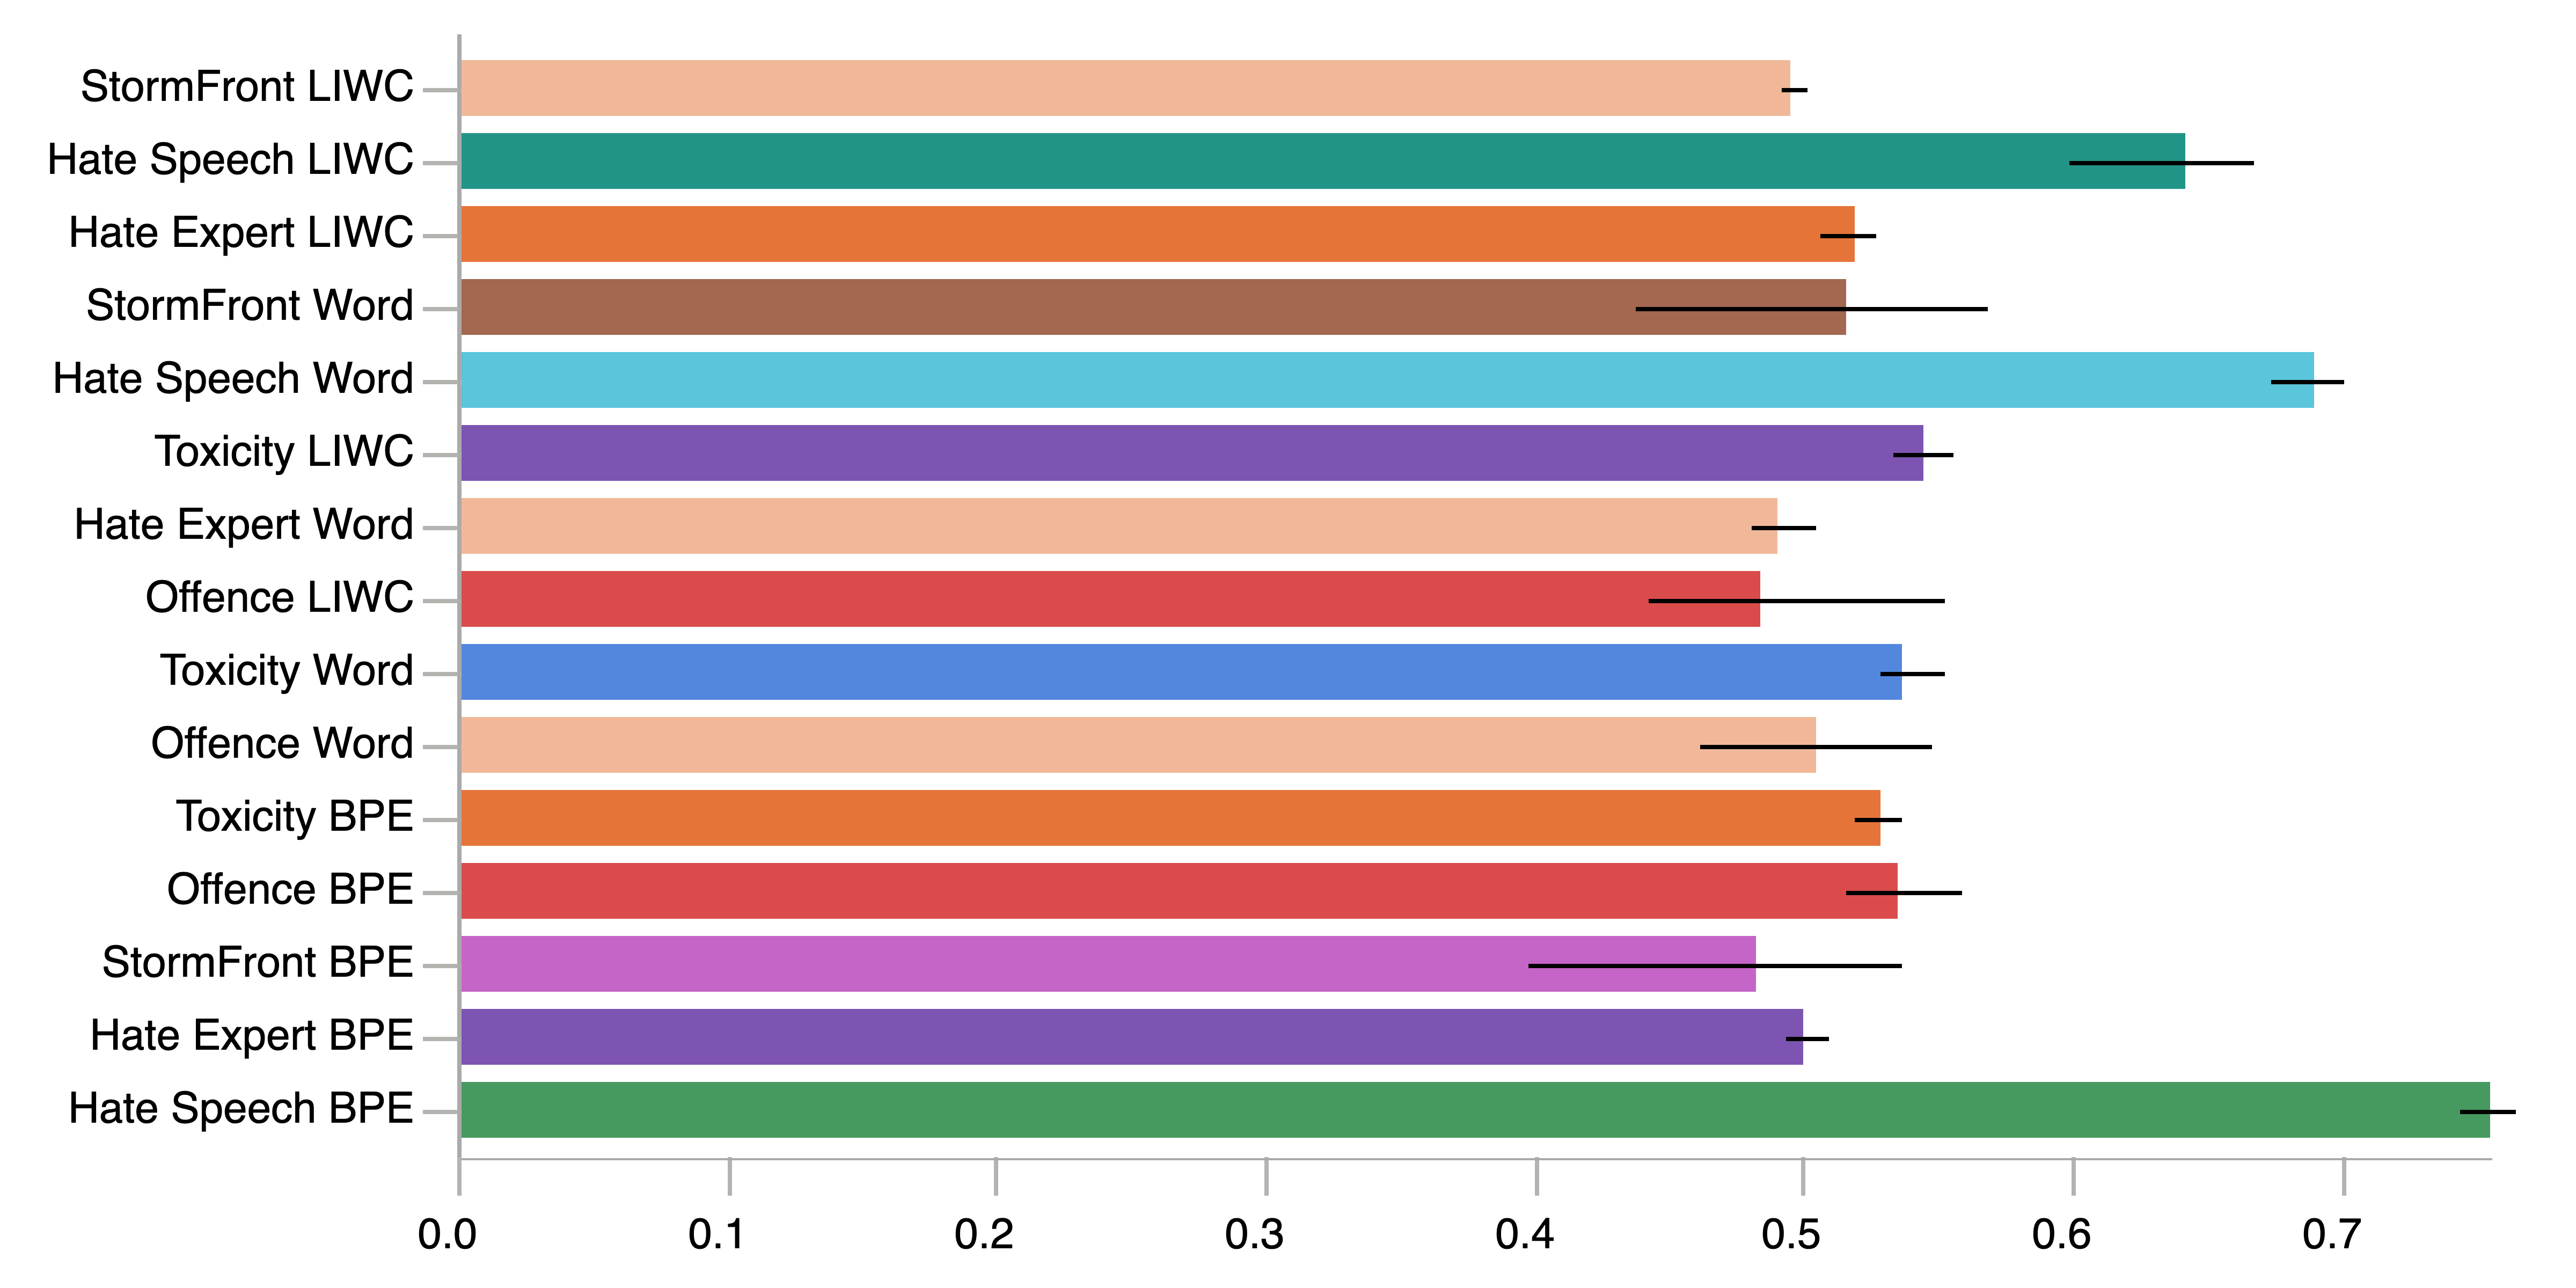 StormFront LIWC
Hate Speech LIWC
Hate Expert LIWC
StormFront Word
Hate Speech Word
Toxicity LIWC
Hate Expert Word
Offence LIWC
Toxicity Word
Offence Word
Toxicity BPE
Offence BPE
StormFront BPE
Hate Expert BPE
Hate Speech BPE
0.0 0.1 0.2 0.3 0.4 0.5 0.6 0.7